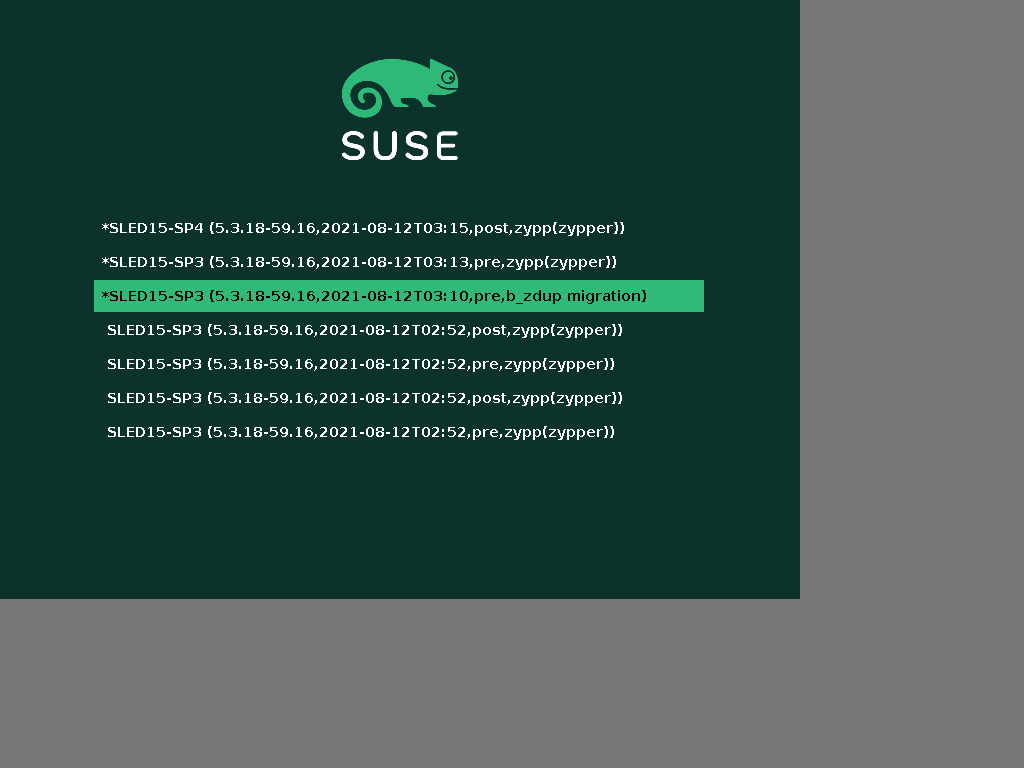 SUSE
*SLED15-SP4 (5.3.18-59.16,2021-08-12T03:15,post,zypp(zypper))
*SLED15-SP3 (5.3.18-59.16,2021-08-12T03:13,pre,zypp(zypper))
*SLED15-SP3 (5.3.18-59.16,2021-08-12T03:10,pre,b_zdup migration)
SLED15-SP3 (5.3.18-59.16,2021-08-12T02:52,post,zypp(zypper))
SLED15-SP3 (5.3.18-59.16,2021-08-12T02:52,pre,zypp(zypper))
SLED15-SP3 (5.3.18-59.16,2021-08-12T02:52,post,zypp(zypper))
SLED15-SP3 (5.3.18-59.16,2021-08-12T02:52,pre,zypp(zypper))